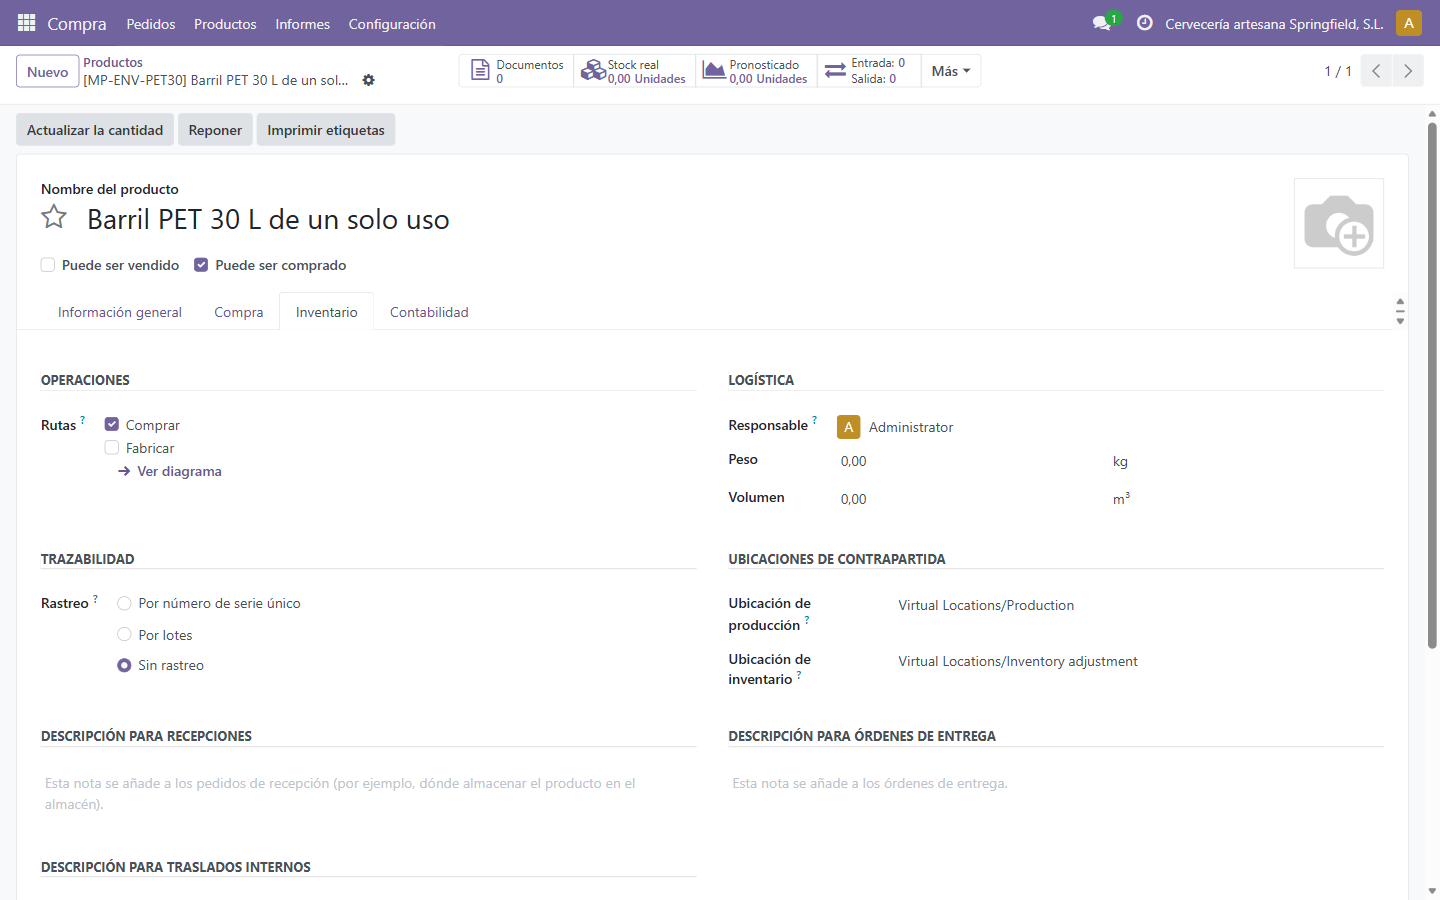 Compra
Pedidos
Productos
Informes
Configuración
1
Cervecería artesana Springfield, S.L.
A
Nuevo
Productos
[MP-ENV-PET30] Barril PET 30 L de un sol...
Documentos
0
Stock real
0,00 Unidades
Pronosticado
0,00 Unidades
Entrada: 0
Salida: 0
Más
1 / 1
Actualizar la cantidad
Reponer
Imprimir etiquetas
Nombre del producto
Barril PET 30 L de un solo uso
Puede ser vendido
Puede ser comprado
Información general
Compra
Inventario
Contabilidad
OPERACIONES
Rutas ?
Comprar
Fabricar
Ver diagrama
LOGÍSTICA
Responsable ?
A
Administrator
Peso
0,00
kg
Volumen
0,00
m³
TRAZABILIDAD
Rastreo ?
Por número de serie único
Por lotes
Sin rastreo
UBICACIONES DE CONTRAPARTIDA
Ubicación de
producción ?
Virtual Locations/Production
Ubicación de
inventario ?
Virtual Locations/Inventory adjustment
DESCRIPCIÓN PARA RECEPCIONES
Esta nota se añade a los pedidos de recepción (por ejemplo, dónde almacenar el producto en el
almacén).
DESCRIPCIÓN PARA ÓRDENES DE ENTREGA
Esta nota se añade a los órdenes de entrega.
DESCRIPCIÓN PARA TRASLADOS INTERNOS